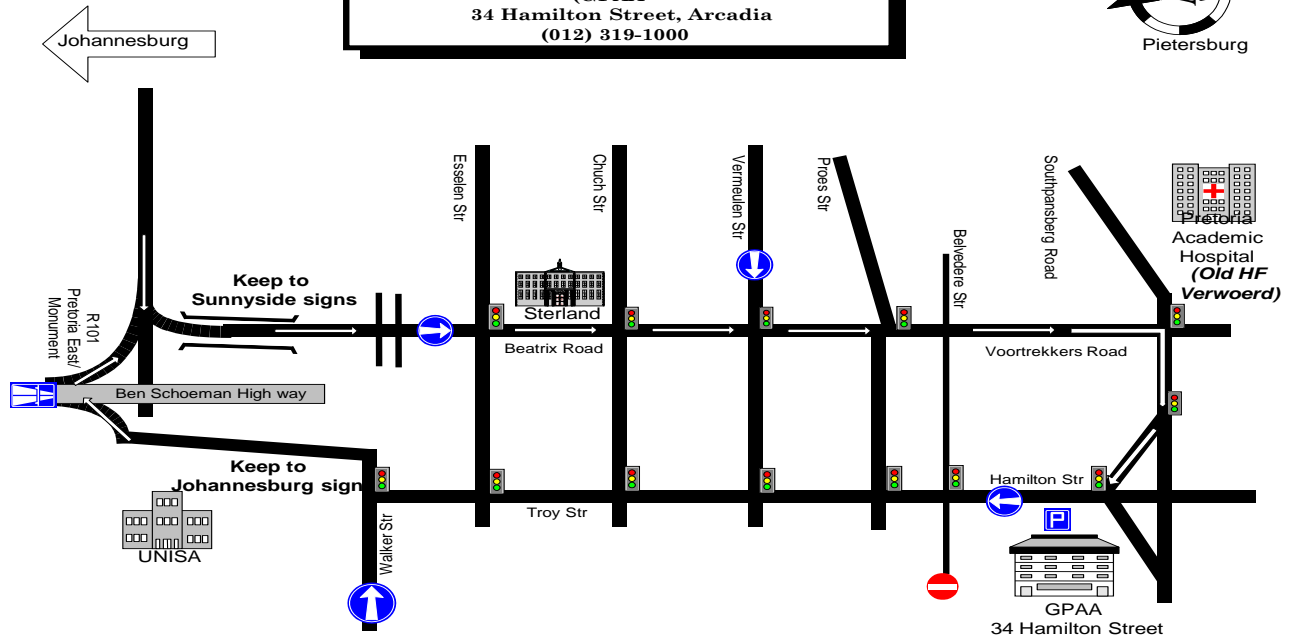 34 Hamilton Street, Arcadia
(012) 319-1000
Johannesburg
Pietersburg
Esselen Str
Chuch Str
Vermeulen Str
Proes Str
Belvedere Str
Southpansberg Road
Pretoria
Academic
Hospital
(Old HF
Verwoerd)
Keep to
Sunnyside signs
Sterland
R101
Pretoria East/
Monument
Beatrix Road
Voortrekkers Road
Ben Schoeman High way
Keep to
Johannesburg sign
Hamilton Str
Troy Str
P
UNISA
Walker Str
GPAA
34 Hamilton Street